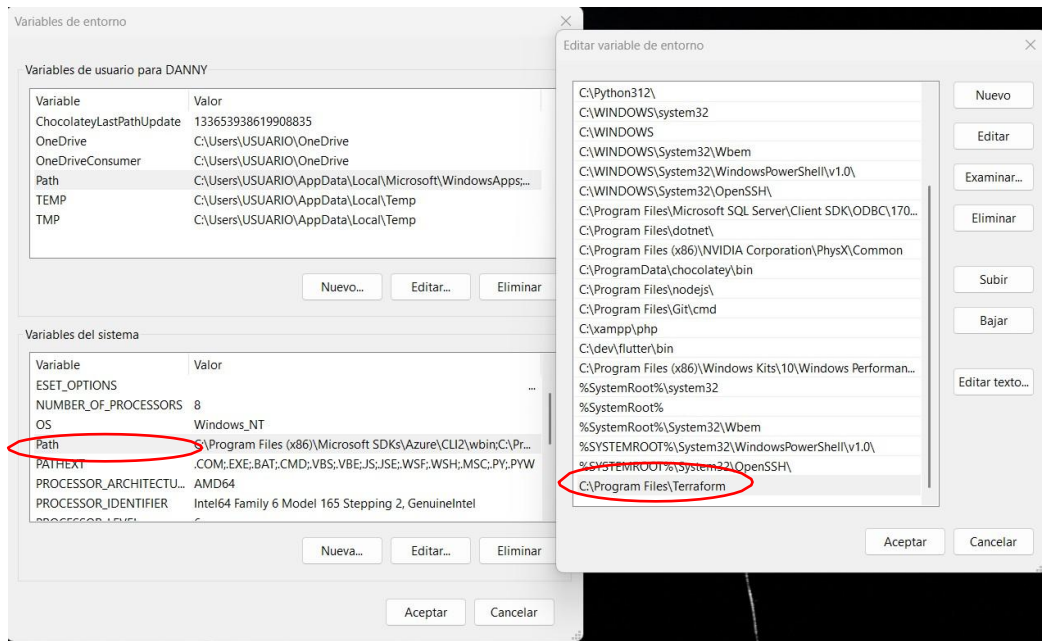 Variables de entorno
Variables de usuario para DANNY
Variable Valor
ChocolateyLastPathUpdate 133653938619908835
OneDrive C:\Users\USUARIO\OneDrive
OneDriveConsumer C:\Users\USUARIO\OneDrive
Path C:\Users\USUARIO\AppData\Local\Microsoft\WindowsApps;...
TEMP C:\Users\USUARIO\AppData\Local\Temp
TMP C:\Users\USUARIO\AppData\Local\Temp
Nuevo... Editar... Eliminar
Variables del sistema
Variable Valor
ESET_OPTIONS ...
NUMBER_OF_PROCESSORS 8
OS Windows_NT
Path C:\Program Files (x86)\Microsoft SDKs\Azure\CLI2\wbin;C:\Pr...
PATHEXT .COM;.EXE;.BAT;.CMD;.VBS;.VBE;.JS;.JSE;.WSF;.WSH;.MSC;.PY;.PYW
PROCESSOR_ARCHITECTU... AMD64
PROCESSOR_IDENTIFIER Intel64 Family 6 Model 165 Stepping 2, GenuineIntel
Nueva... Editar... Eliminar
Aceptar Cancelar
Editar variable de entorno
C:\Python312\
C:\WINDOWS\system32
C:\WINDOWS
C:\WINDOWS\System32\Wbem
C:\WINDOWS\System32\WindowsPowerShell\v1.0\
C:\WINDOWS\System32\OpenSSH\
C:\Program Files\Microsoft SQL Server\Client SDK\ODBC\170...
C:\Program Files\dotnet\
C:\Program Files (x86)\NVIDIA Corporation\PhysX\Common
C:\ProgramData\chocolatey\bin
C:\Program Files\nodejs\
C:\Program Files\Git\cmd
C:\xampp\php
C:\dev\flutter\bin
C:\Program Files (x86)\Windows Kits\10\Windows Performan...
%SystemRoot%\system32
%SystemRoot%
%SystemRoot%\System32\Wbem
%SYSTEMROOT%\System32\WindowsPowerShell\v1.0\
%SYSTEMROOT%\System32\OpenSSH\
C:\Program Files\Terraform
Nuevo
Editar
Examinar...
Eliminar
Subir
Bajar
Editar texto...
Aceptar Cancelar